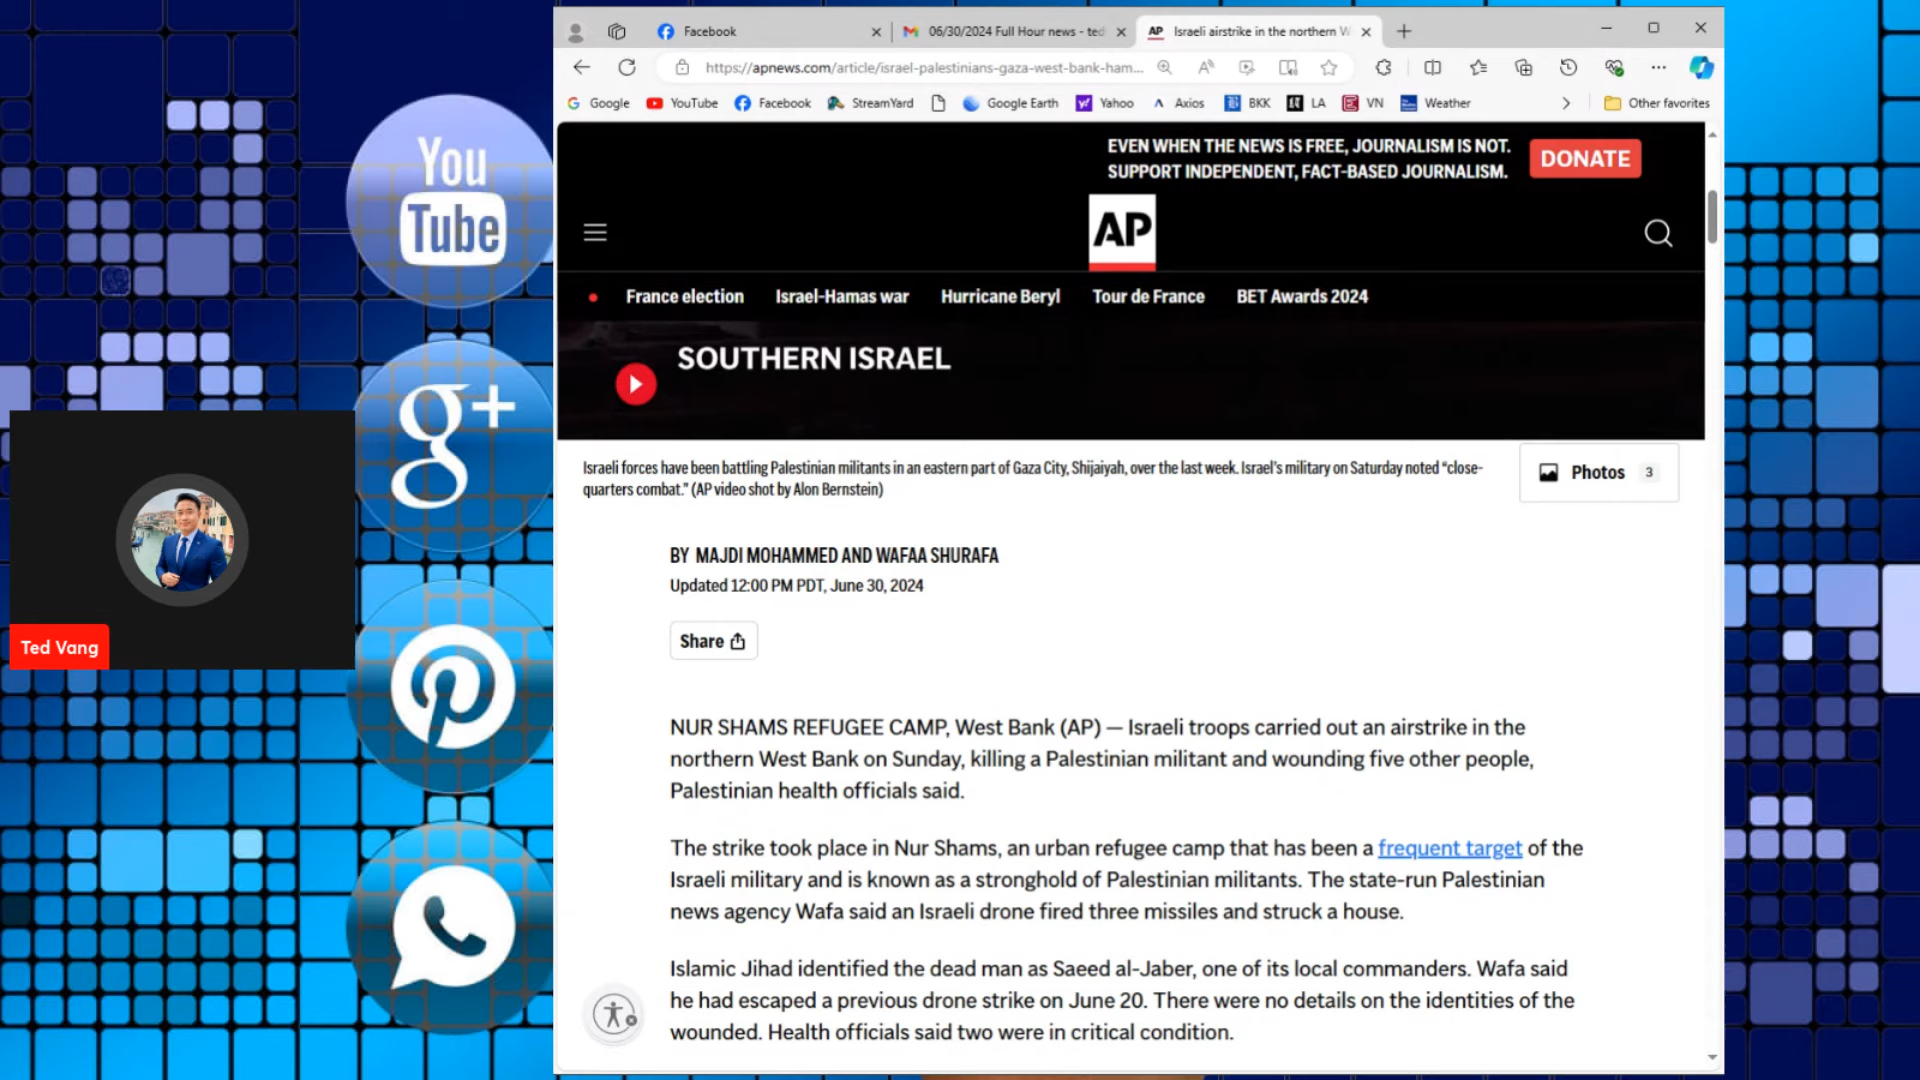 Facebook
06/30/2024 Full Hour news - ted
AP Israeli airstrike in the northern W
https://apnews.com/article/israel-palestinians-gaza-west-bank-ham...
Google YouTube Facebook StreamYard Google Earth Yahoo Axios BKK LA VN Weather Other favorites
EVEN WHEN THE NEWS IS FREE, JOURNALISM IS NOT.
SUPPORT INDEPENDENT, FACT-BASED JOURNALISM.
DONATE
AP
France election Israel-Hamas war Hurricane Beryl Tour de France BET Awards 2024
SOUTHERN ISRAEL
Israeli forces have been battling Palestinian militants in an eastern part of Gaza City, Shijaiyah, over the last week. Israel's military on Saturday noted “close-
quarters combat.” (AP video shot by Alon Bernstein)
Photos 3
BY MAJDI MOHAMMED AND WAFAA SHURAFA
Updated 12:00 PM PDT, June 30, 2024
Share
NUR SHAMS REFUGEE CAMP, West Bank (AP) — Israeli troops carried out an airstrike in the
northern West Bank on Sunday, killing a Palestinian militant and wounding five other people,
Palestinian health officials said.
The strike took place in Nur Shams, an urban refugee camp that has been a frequent target of the
Israeli military and is known as a stronghold of Palestinian militants. The state-run Palestinian
news agency Wafa said an Israeli drone fired three missiles and struck a house.
Islamic Jihad identified the dead man as Saeed al-Jaber, one of its local commanders. Wafa said
he had escaped a previous drone strike on June 20. There were no details on the identities of the
wounded. Health officials said two were in critical condition.
You
Tube
g+
Ted Vang